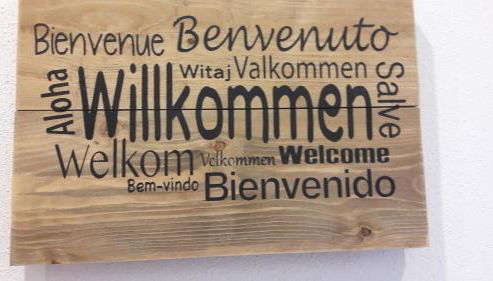 Bienvenue Benvenuto
Aloha
Witaj Valkommen
Salve
Willkommen
Welkom Velkommen Welcome
Bem-vindo Bienvenido